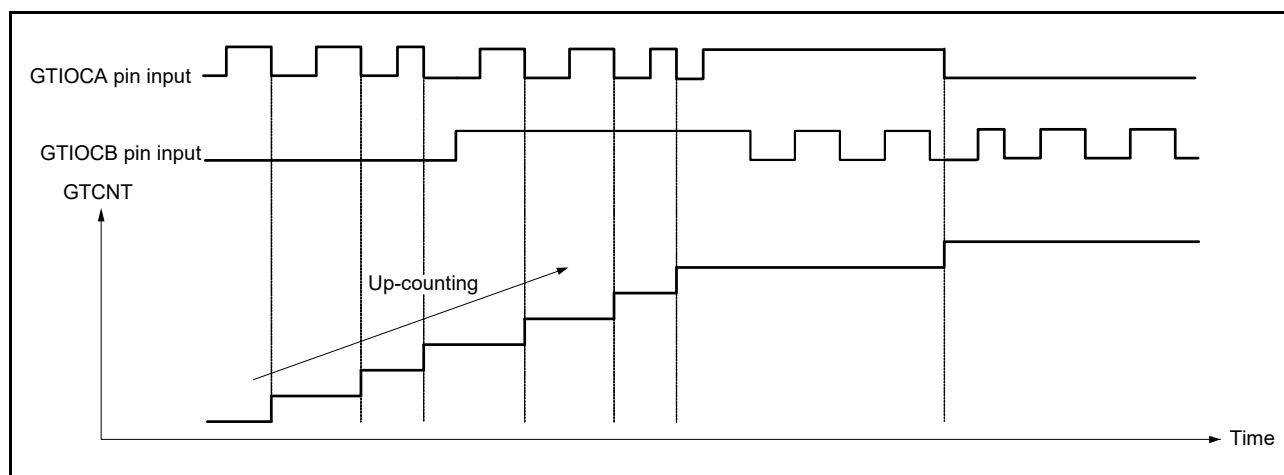 GTIOCA pin input
GTIOCB pin input
GTCNT
Up-counting
Time